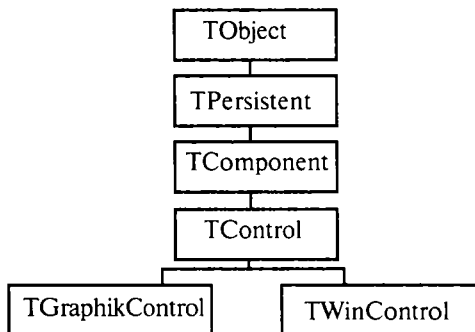 TObject
TPersistent
TComponent
TControl
TGraphikControl
TWinControl